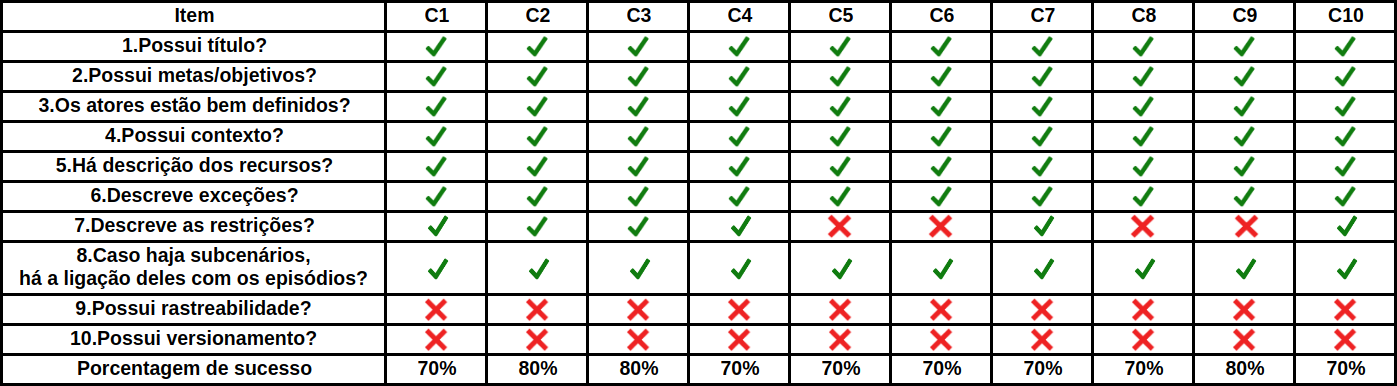 Item C1 C2 C3 C4 C5 C6 C7 C8 C9 C10
1.Possui título? ✓ ✓ ✓ ✓ ✓ ✓ ✓ ✓ ✓ ✓
2.Possui metas/objetivos? ✓ ✓ ✓ ✓ ✓ ✓ ✓ ✓ ✓ ✓
3.Os atores estão bem definidos? ✓ ✓ ✓ ✓ ✓ ✓ ✓ ✓ ✓ ✓
4.Possui contexto? ✓ ✓ ✓ ✓ ✓ ✓ ✓ ✓ ✓ ✓
5.Há descrição dos recursos? ✓ ✓ ✓ ✓ ✓ ✓ ✓ ✓ ✓ ✓
6.Descreve exceções? ✓ ✓ ✓ ✓ ✓ ✓ ✓ ✓ ✓ ✓
7.Descreve as restrições? ✓ ✓ ✓ ✓ ✗ ✗ ✓ ✗ ✗ ✓
8.Caso haja subcenários,
há a ligação deles com os episódios? ✓ ✓ ✓ ✓ ✓ ✓ ✓ ✓ ✓ ✓
9.Possui rastreabilidade? ✗ ✗ ✗ ✗ ✗ ✗ ✗ ✗ ✗ ✗
10.Possui versionamento? ✗ ✗ ✗ ✗ ✗ ✗ ✗ ✗ ✗ ✗
Porcentagem de sucesso 70% 80% 80% 70% 70% 70% 70% 70% 80% 70%